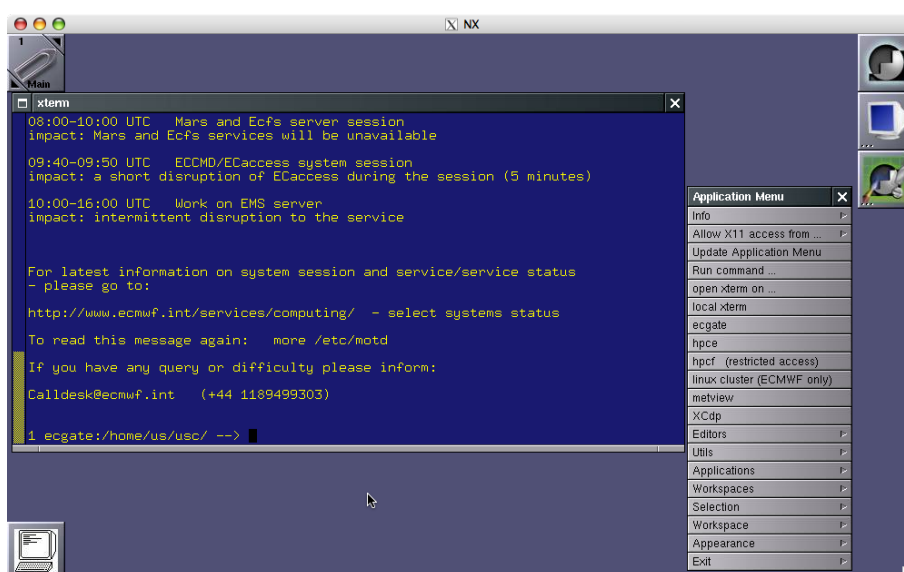 NX
1
Main
xterm
08:00-10:00 UTC   Mars and Ecfs server session
impact: Mars and Ecfs services will be unavailable
09:40-09:50 UTC   ECCMD/ECaccess system session
impact: a short disruption of ECaccess during the session (5 minutes)
10:00-16:00 UTC   Work on EMS server
impact: intermittent disruption to the service
For latest information on system session and service/service status
- please go to:
http://www.ecmwf.int/services/computing/  - select systems status
To read this message again:   more /etc/motd
If you have any query or difficulty please inform:
Calldesk@ecmwf.int   (+44 1189499303)
1 ecgate:/home/us/usc/ -->
Application Menu
Info
Allow X11 access from ...
Update Application Menu
Run command ...
open xterm on ...
local xterm
ecgate
hpce
hpcf   (restricted access)
linux cluster (ECMWF only)
metview
XCdp
Editors
Utils
Applications
Workspaces
Selection
Workspace
Appearance
Exit